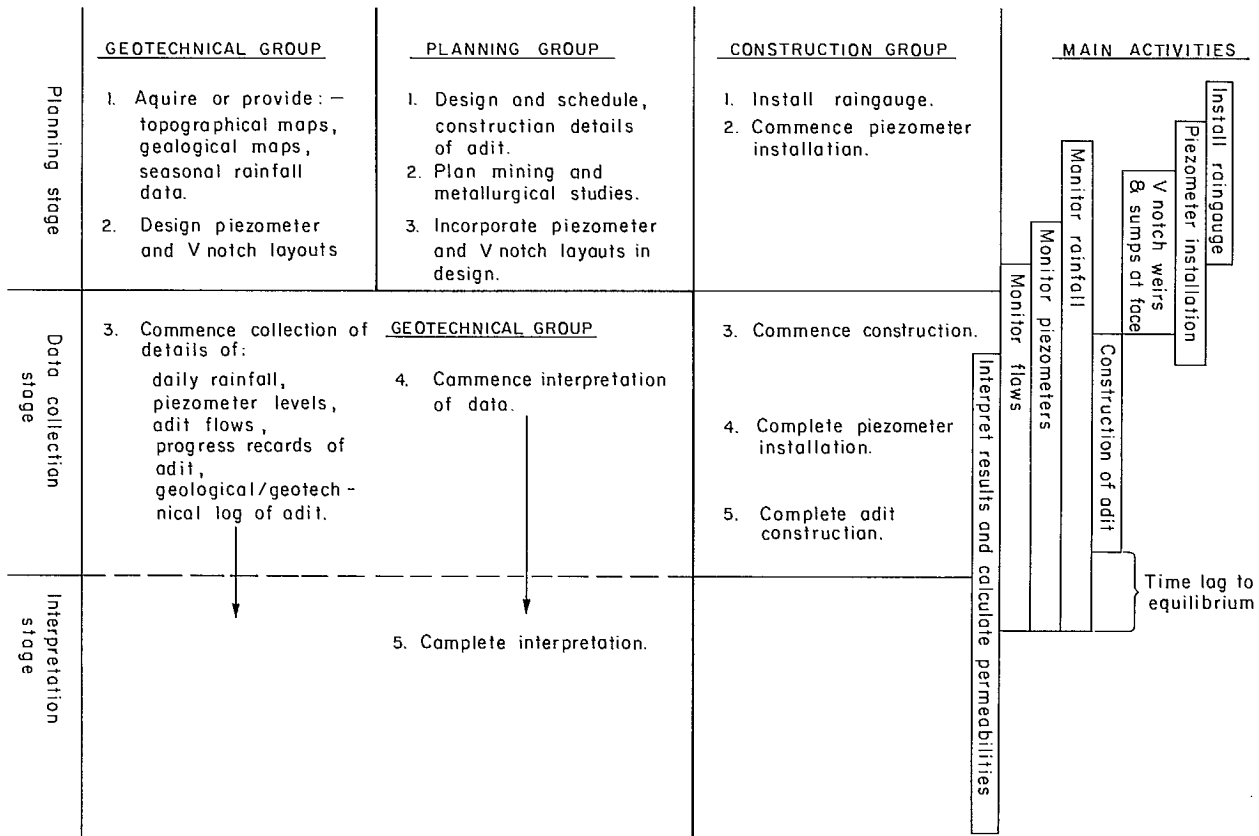 GEOTECHNICAL GROUP
PLANNING GROUP
CONSTRUCTION GROUP
MAIN ACTIVITIES
Planning stage
1. Aquire or provide: –
topographical maps,
geological maps,
seasonal rainfall
data.
2. Design piezometer
and V notch layouts
1. Design and schedule,
construction details
of adit.
2. Plan mining and
metallurgical studies.
3. Incorporate piezometer
and V notch layouts in
design.
1. Install raingauge.
2. Commence piezometer
installation.
Data collection
stage
3. Commence collection of
details of:
daily rainfall,
piezometer levels,
adit flows,
progress records of
adit,
geological/geotech-
nical log of adit.
GEOTECHNICAL GROUP
4. Cammence interpretation
of data.
3. Commence construction.
4. Complete piezometer
installation.
5. Complete adit
construction.
Interpretation
stage
5. Complete interpretation.
Interpret results and calculate permeabilities
Monitor flaws
Monitor piezometers
Manitar rainfall
Construction of adit
V notch weirs
& sumps at face
Piezometer installation
Install raingauge
Time lag to
equilibrium